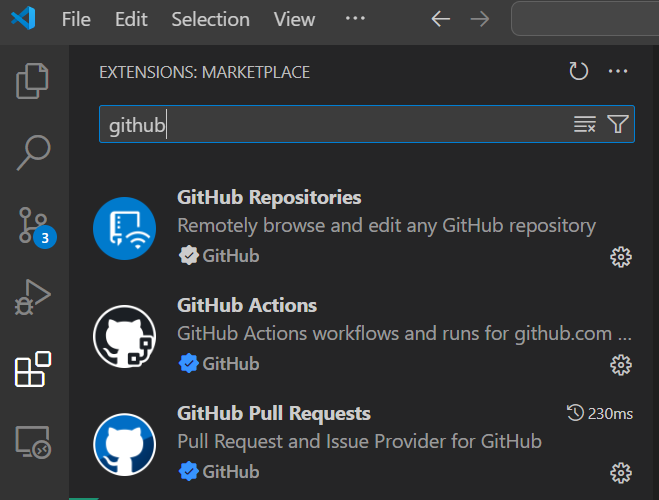 File Edit Selection View ...
EXTENSIONS: MARKETPLACE
github
3
GitHub Repositories
Remotely browse and edit any GitHub repository
GitHub
GitHub Actions
GitHub Actions workflows and runs for github.com ...
GitHub
GitHub Pull Requests 230ms
Pull Request and Issue Provider for GitHub
GitHub